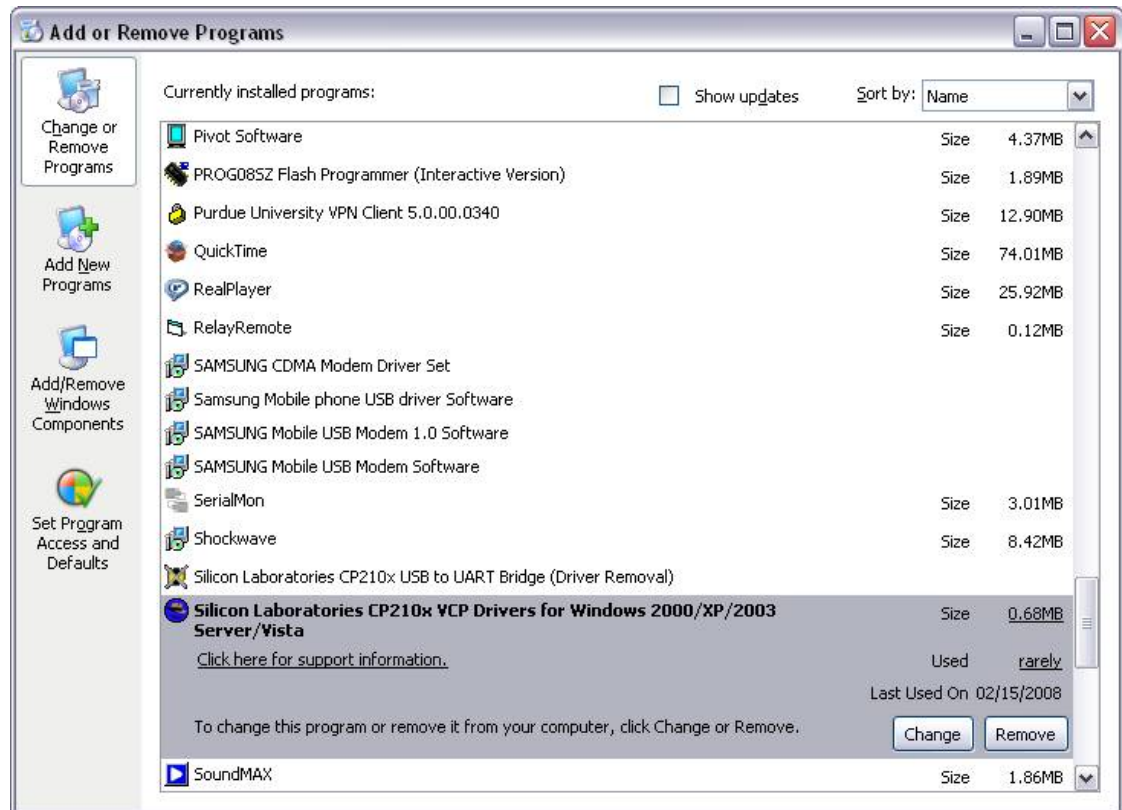 Add or Remove Programs
Change or
Remove
Programs
Add New
Programs
Add/Remove
Windows
Components
Set Program
Access and
Defaults
Currently installed programs:
Show updates
Sort by: Name
Pivot Software Size 4.37MB
PROG08SZ Flash Programmer (Interactive Version) Size 1.89MB
Purdue University VPN Client 5.0.00.0340 Size 12.90MB
QuickTime Size 74.01MB
RealPlayer Size 25.92MB
RelayRemote Size 0.12MB
SAMSUNG CDMA Modem Driver Set
Samsung Mobile phone USB driver Software
SAMSUNG Mobile USB Modem 1.0 Software
SAMSUNG Mobile USB Modem Software
SerialMon Size 3.01MB
Shockwave Size 8.42MB
Silicon Laboratories CP210x USB to UART Bridge (Driver Removal)
Silicon Laboratories CP210x VCP Drivers for Windows 2000/XP/2003 Size 0.68MB
Server/Vista
Click here for support information. Used rarely
Last Used On 02/15/2008
To change this program or remove it from your computer, click Change or Remove. Change Remove
SoundMAX Size 1.86MB